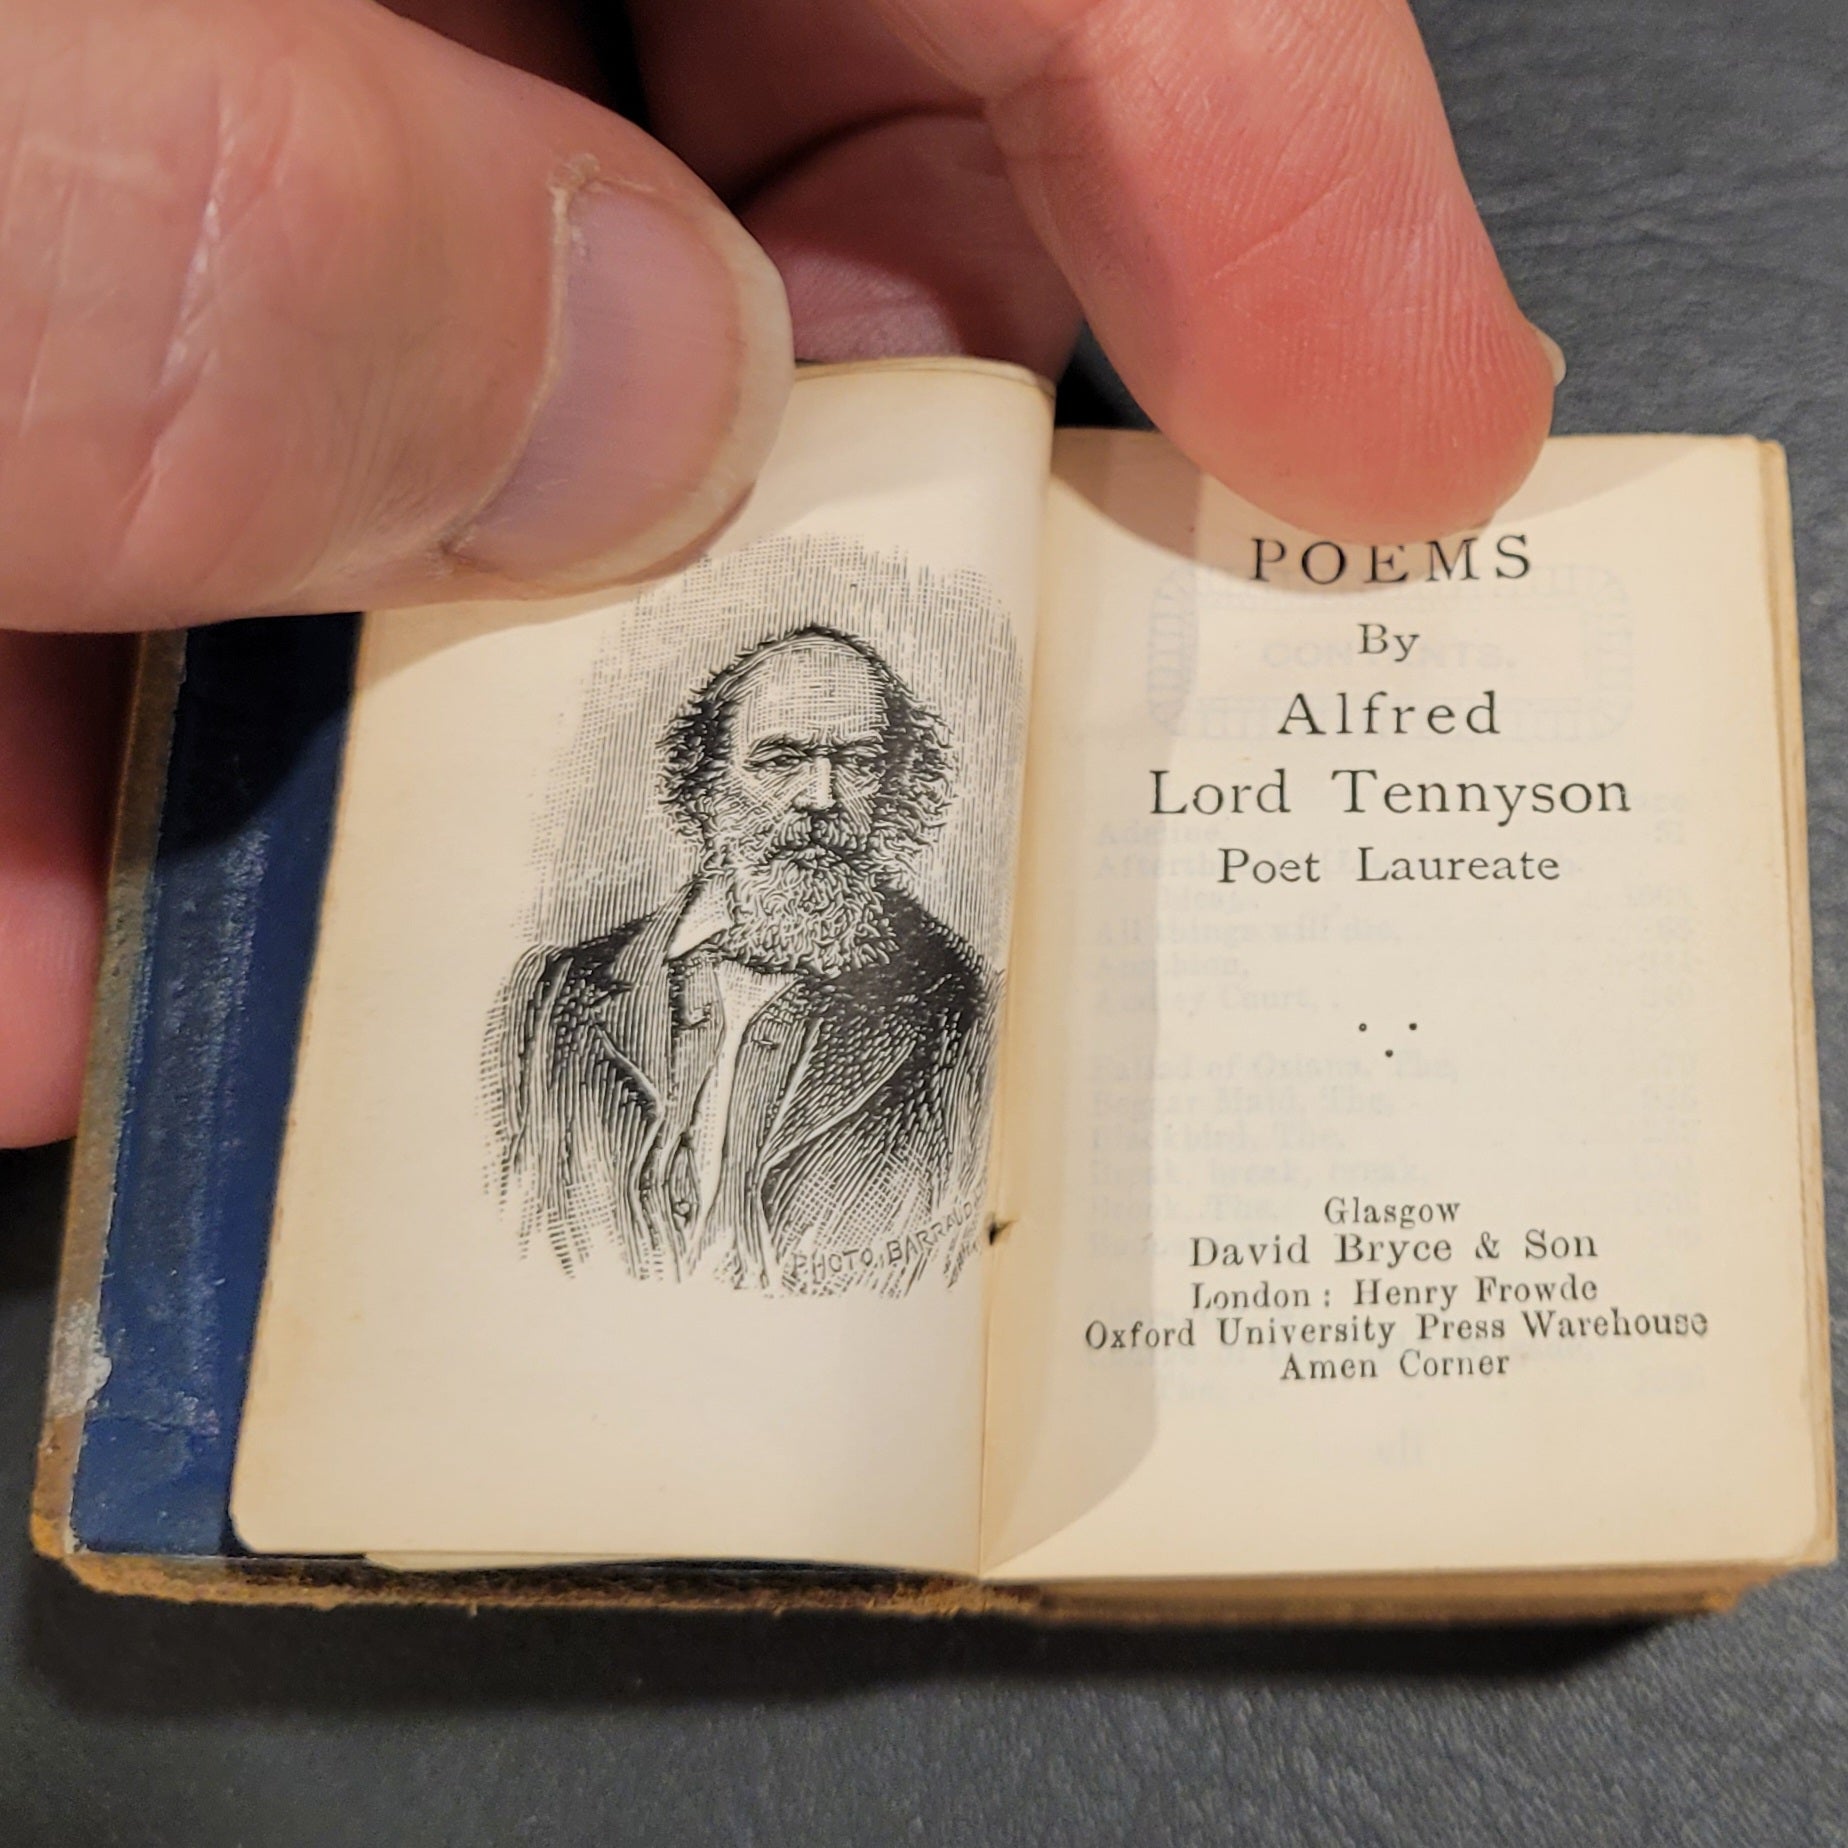 PHOTO, BARRAUD
POEMS
By
Alfred
Lord Tennyson
Poet Laureate
Glasgow
David Bryce & Son
London : Henry Frowde
Oxford University Press Warehouse
Amen Corner